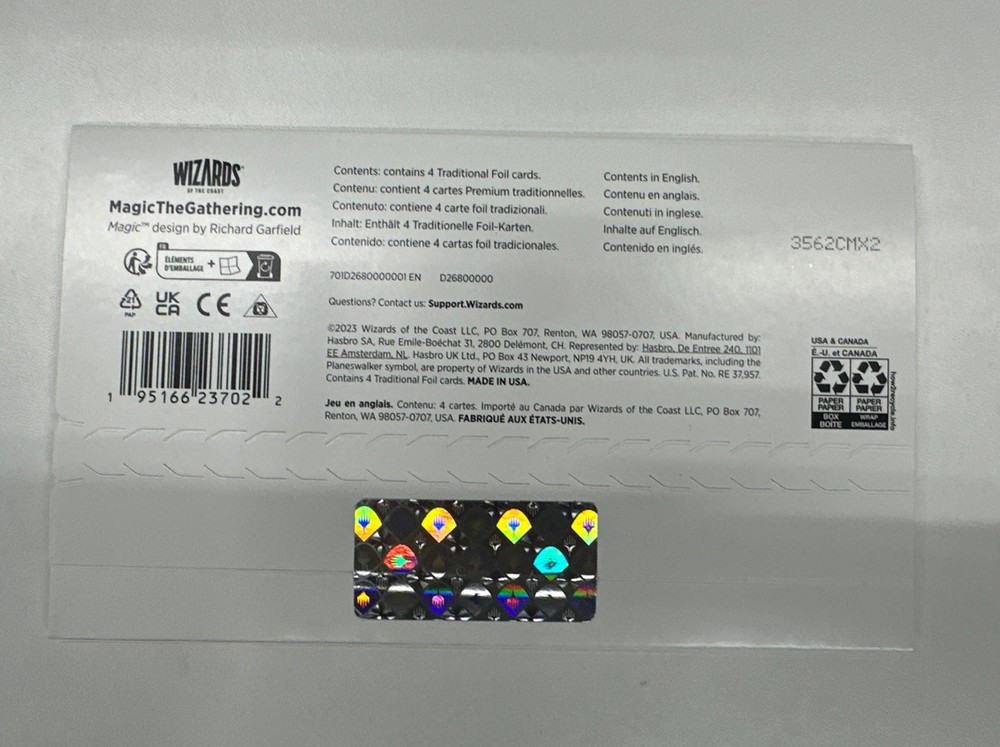 WIZARDS
OF THE COAST
MagicTheGathering.com
Magic™ design by Richard Garfield
FR
ÉLÉMENTS
D'EMBALLAGE
+
21
PAP
UK
CA
CE
1 95166 23702 2
Contents: contains 4 Traditional Foil cards.
Contenu: contient 4 cartes Premium traditionnelles.
Contenuto: contiene 4 carte foil tradizionali.
Inhalt: Enthält 4 Traditionelle Foil-Karten.
Contenido: contiene 4 cartas foil tradicionales.
Contents in English.
Contenu en anglais.
Contenuti in inglese.
Inhalte auf Englisch.
Contenido en inglés.
3562CMX2
701D2680000001 EN D26800000
Questions? Contact us: Support.Wizards.com
©2023 Wizards of the Coast LLC, PO Box 707, Renton, WA 98057-0707, USA. Manufactured by:
Hasbro SA, Rue Emile-Boéchat 31, 2800 Delémont, CH. Represented by: Hasbro, De Entree 240, 1101
EE Amsterdam, NL. Hasbro UK Ltd., PO Box 43 Newport, NP19 4YH, UK. All trademarks, including the
Planeswalker symbol, are property of Wizards in the USA and other countries. U.S. Pat. No. RE 37,957.
Contains 4 Traditional Foil cards. MADE IN USA.
Jeu en anglais. Contenu: 4 cartes. Importé au Canada par Wizards of the Coast LLC, PO Box 707,
Renton, WA 98057-0707, USA. FABRIQUÉ AUX ÉTATS-UNIS.
USA & CANADA
É.-U. et CANADA
PAPER
PAPIER
BOX
BOÎTE
PAPER
PAPIER
WRAP
EMBALLAGE
how2recycle.info